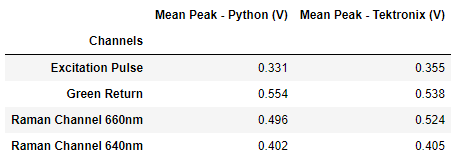 Mean Peak - Python (V) Mean Peak - Tektronix (V)
Channels
Excitation Pulse 0.331 0.355
Green Return 0.554 0.538
Raman Channel 660nm 0.496 0.524
Raman Channel 640nm 0.402 0.405